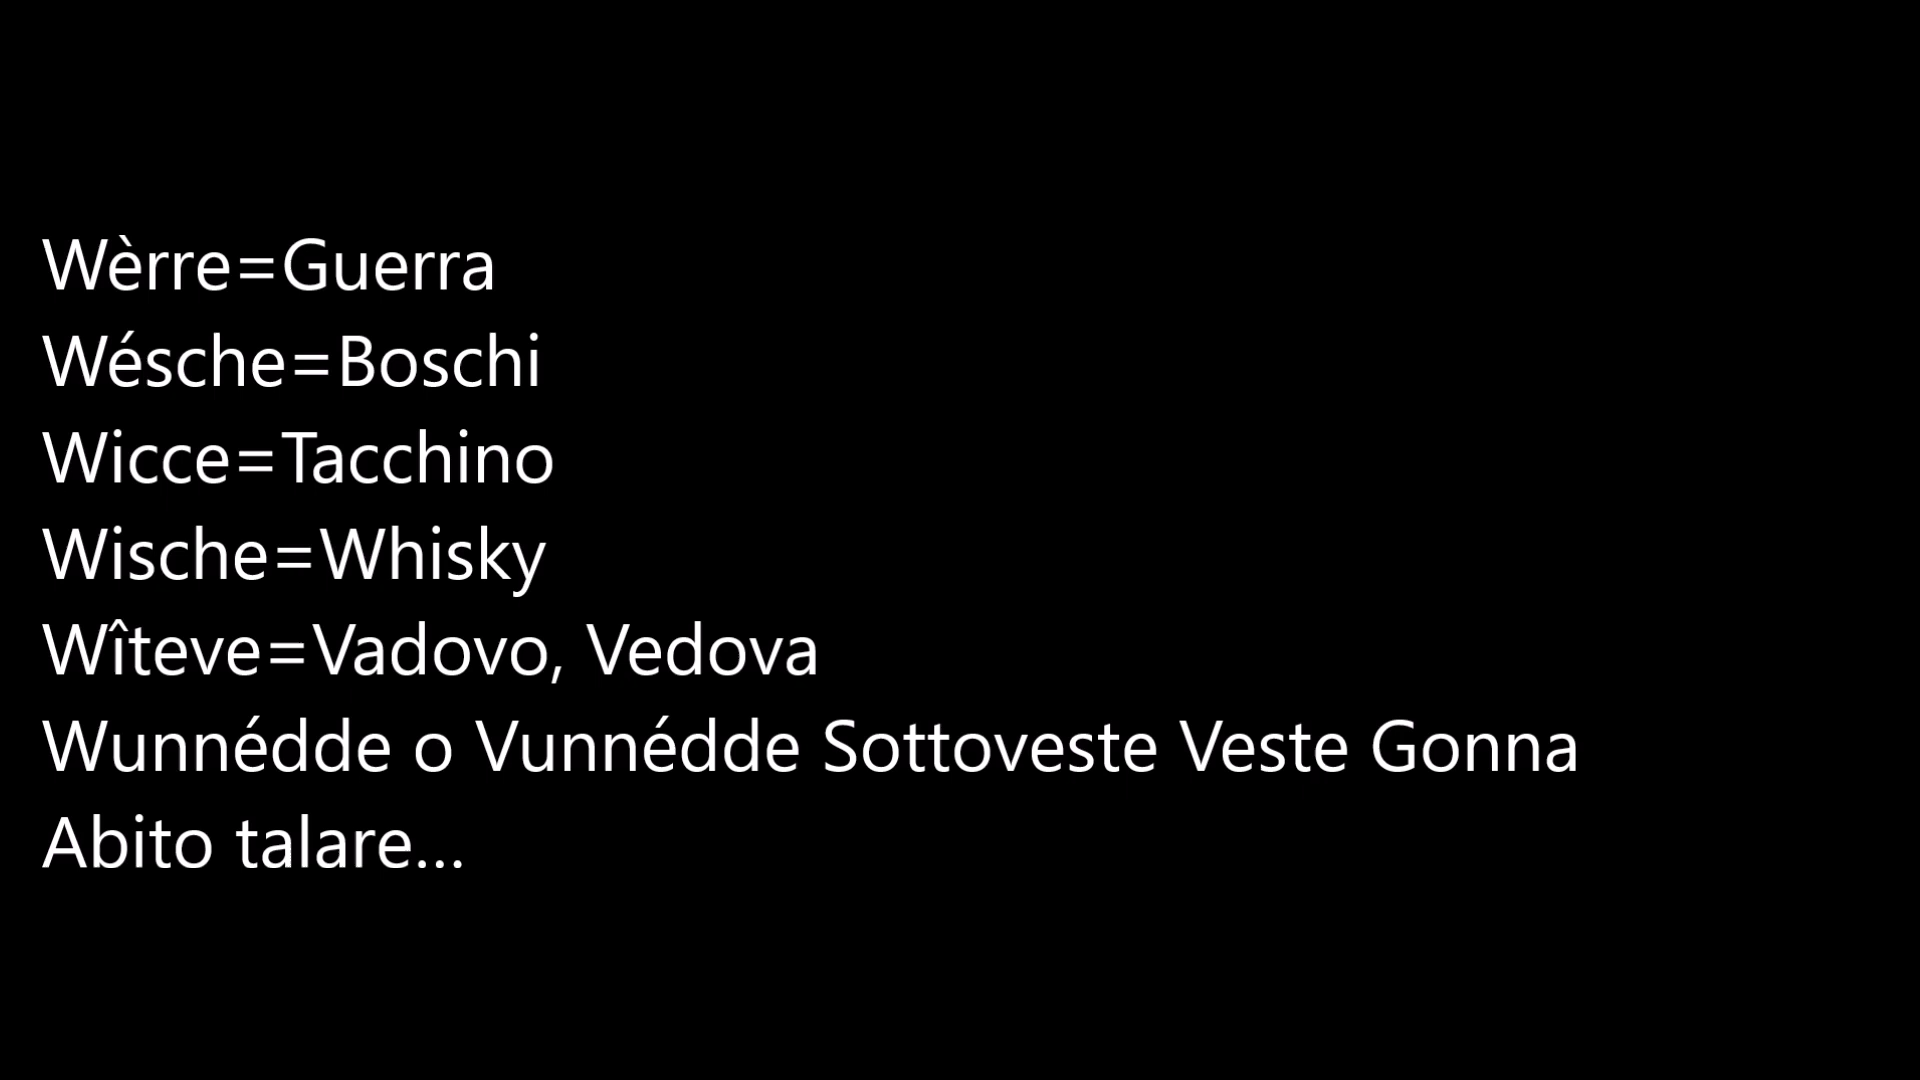 Wèrre=Guerra
Wésche=Boschi
Wicce=Tacchino
Wische=Whisky
Wîteve=Vadovo, Vedova
Wunnédde o Vunnédde Sottoveste Veste Gonna
Abito talare...